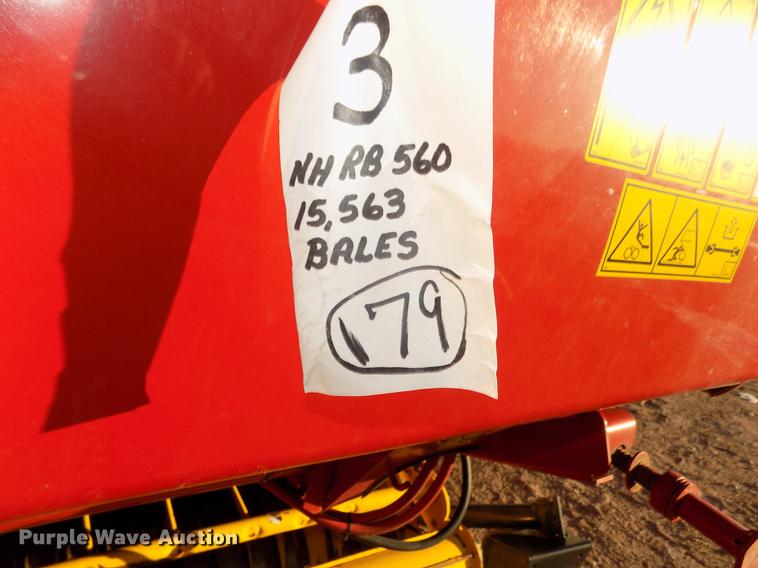 3
NH RB 560
15,563
BALES
179
Purple Wave Auction